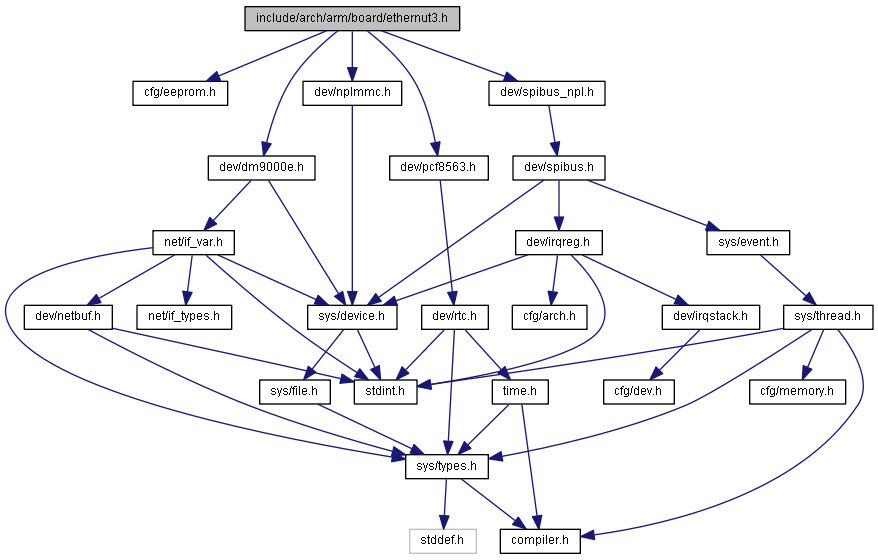 include/arch/arm/board/ethernut3.h
cfg/eeprom.h
dev/nplmmc.h
dev/spibus_npl.h
dev/dm9000e.h
dev/pcf8563.h
dev/spibus.h
net/if_var.h
dev/irqreg.h
sys/event.h
dev/netbuf.h
net/if_types.h
sys/device.h
dev/rtc.h
cfg/arch.h
dev/irqstack.h
sys/thread.h
sys/file.h
stdint.h
time.h
cfg/dev.h
cfg/memory.h
sys/types.h
stddef.h
compiler.h